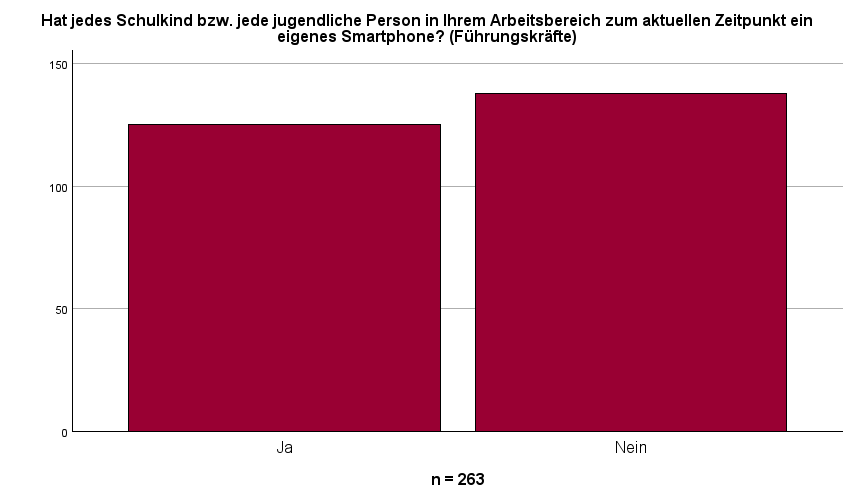 Hat jedes Schulkind bzw. jede jugendliche Person in Ihrem Arbeitsbereich zum aktuellen Zeitpunkt ein
eigenes Smartphone? (Führungskräfte)
150
100
50
0
Ja Nein
n = 263